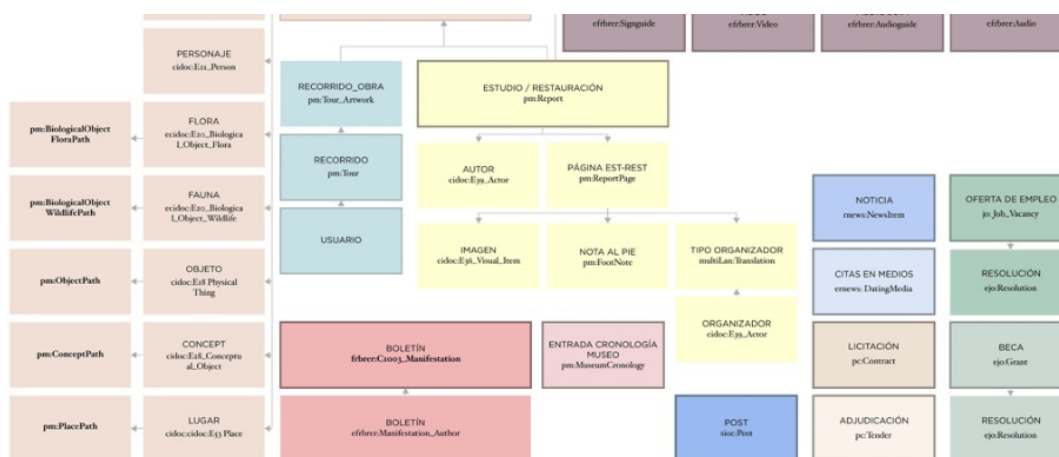 efrbrer:Signguide
efrbrer:Video
efrbrer:Audioguide
efrbrer:Audio
PERSONAJE
cidoc:E21_Person
RECORRIDO_OBRA
pm:Tour_Artwork
ESTUDIO / RESTAURACIÓN
pm:Report
pm:BiologicalObject
FloraPath
FLORA
ecidoc:E20_Biologica
l_Object_Flora
RECORRIDO
pm:Tour
AUTOR
cidoc:E39_Actor
PÁGINA EST-REST
pm:ReportPage
pm:BiologicalObject
WildlifePath
FAUNA
ecidoc:E20_Biologica
l_Object_Wildlife
USUARIO
IMAGEN
cidoc:E36_Visual_Item
NOTA AL PIE
pm:FootNote
TIPO ORGANIZADOR
multiLan:Translation
NOTICIA
rnews:NewsItem
OFERTA DE EMPLEO
jo:Job_Vacancy
pm:ObjectPath
OBJETO
cidoc:E18 Physical
Thing
CITAS EN MEDIOS
ernews: DatingMedia
RESOLUCIÓN
ejo:Resolution
pm:ConceptPath
CONCEPT
cidoc:E28_Conceptu
al_Object
BOLETÍN
frbrer:C1003_Manifestation
ENTRADA CRONOLOGÍA
MUSEO
pm:MuseumCronology
ORGANIZADOR
cidoc:E39_Actor
LICITACIÓN
pc:Contract
BECA
ejo:Grant
pm:PlacePath
LUGAR
cidoc:cidoc:E53 Place
BOLETÍN
efrbrer:Manifestation_Author
POST
sioc:Post
ADJUDICACIÓN
pc:Tender
RESOLUCIÓN
ejo:Resolution